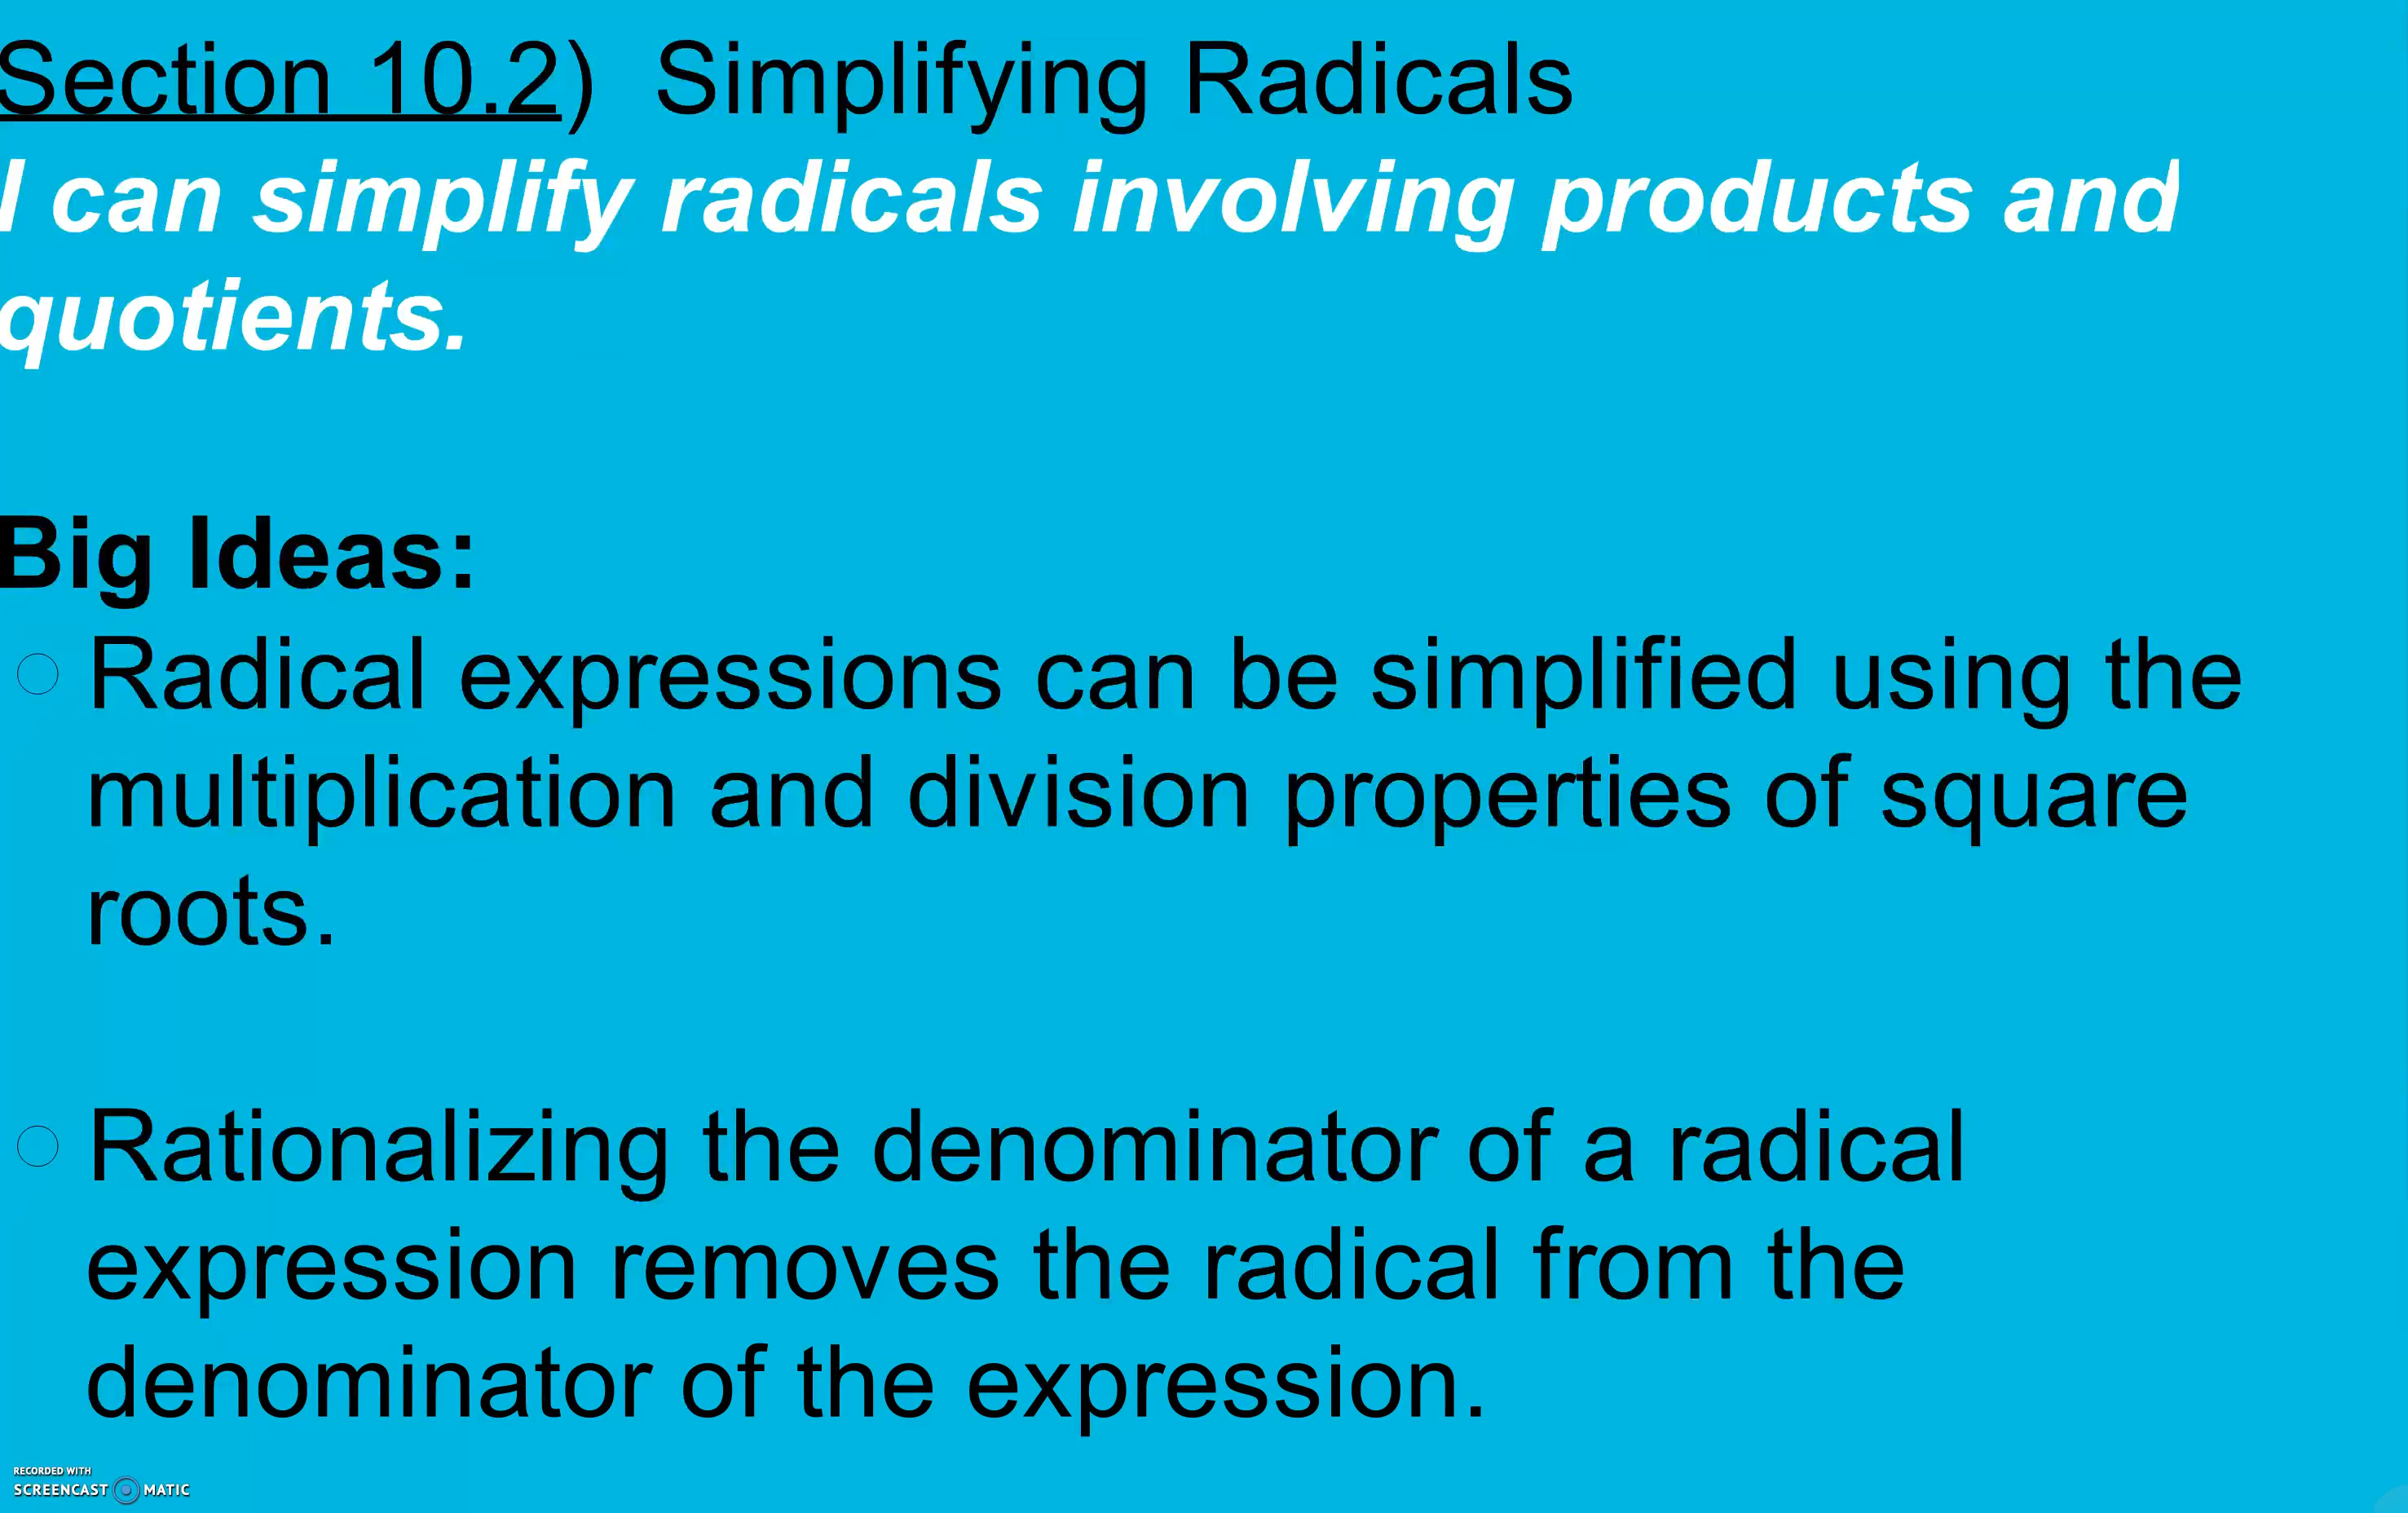 Section 10.2) Simplifying Radicals
I can simplify radicals involving products and
quotients.
Big Ideas:
Radical expressions can be simplified using the
multiplication and division properties of square
roots.
Rationalizing the denominator of a radical
expression removes the radical from the
denominator of the expression.
RECORDED WITH
SCREENCAST MATIC